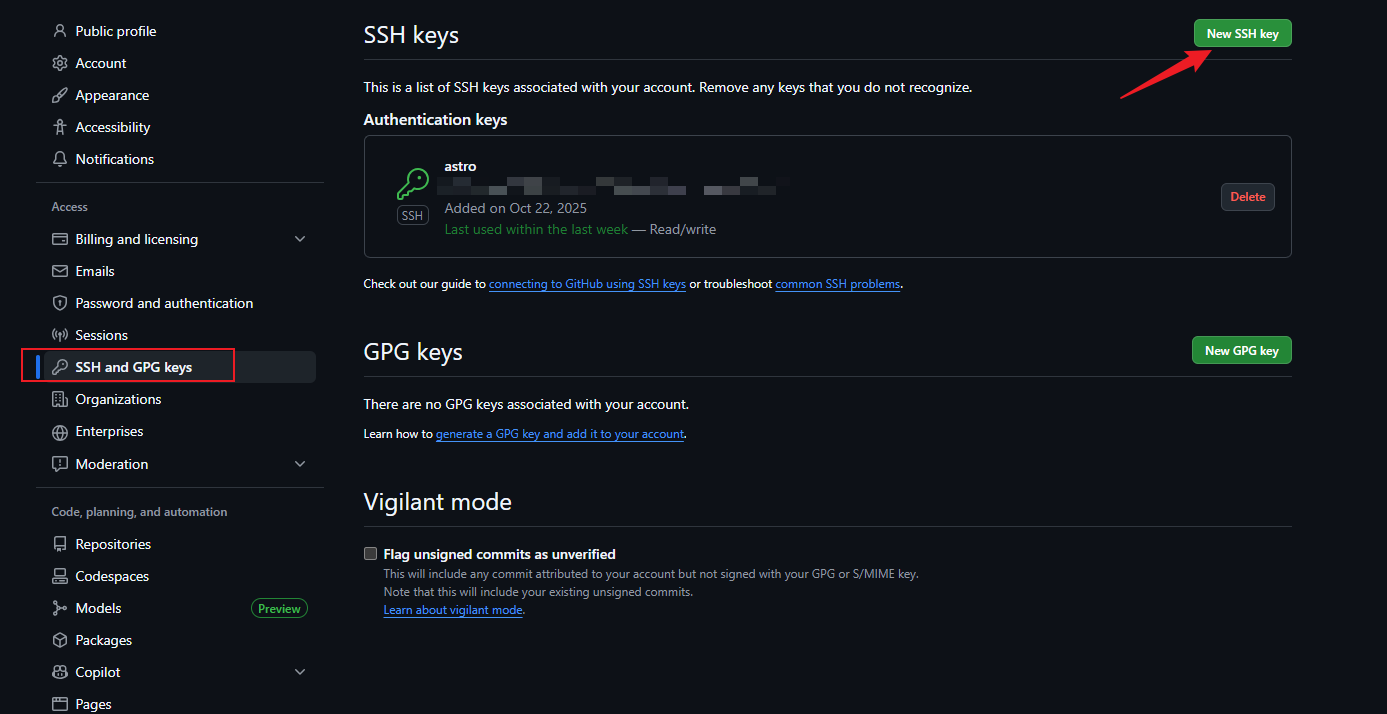 Public profile
Account
Appearance
Accessibility
Notifications
Access
Billing and licensing
Emails
Password and authentication
Sessions
SSH and GPG keys
Organizations
Enterprises
Moderation
Code, planning, and automation
Repositories
Codespaces
Models Preview
Packages
Copilot
Pages
SSH keys
New SSH key
This is a list of SSH keys associated with your account. Remove any keys that you do not recognize.
Authentication keys
astro
SSH
Added on Oct 22, 2025
Last used within the last week — Read/write
Delete
Check out our guide to connecting to GitHub using SSH keys or troubleshoot common SSH problems.
GPG keys
New GPG key
There are no GPG keys associated with your account.
Learn how to generate a GPG key and add it to your account.
Vigilant mode
Flag unsigned commits as unverified
This will include any commit attributed to your account but not signed with your GPG or S/MIME key.
Note that this will include your existing unsigned commits.
Learn about vigilant mode.